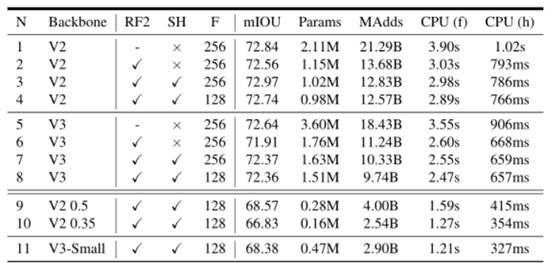 N Backbone RF2 SH F mIOU Params MAdds CPU (f) CPU (h)
1 V2 - × 256 72.84 2.11M 21.29B 3.90s 1.02s
2 V2 ✓ × 256 72.56 1.15M 13.68B 3.03s 793ms
3 V2 ✓ ✓ 256 72.97 1.02M 12.83B 2.98s 786ms
4 V2 ✓ ✓ 128 72.74 0.98M 12.57B 2.89s 766ms
5 V3 - × 256 72.64 3.60M 18.43B 3.55s 906ms
6 V3 ✓ × 256 71.91 1.76M 11.24B 2.60s 668ms
7 V3 ✓ ✓ 256 72.37 1.63M 10.33B 2.55s 659ms
8 V3 ✓ ✓ 128 72.36 1.51M 9.74B 2.47s 657ms
9 V2 0.5 ✓ ✓ 128 68.57 0.28M 4.00B 1.59s 415ms
10 V2 0.35 ✓ ✓ 128 66.83 0.16M 2.54B 1.27s 354ms
11 V3-Small ✓ ✓ 128 68.38 0.47M 2.90B 1.21s 327ms